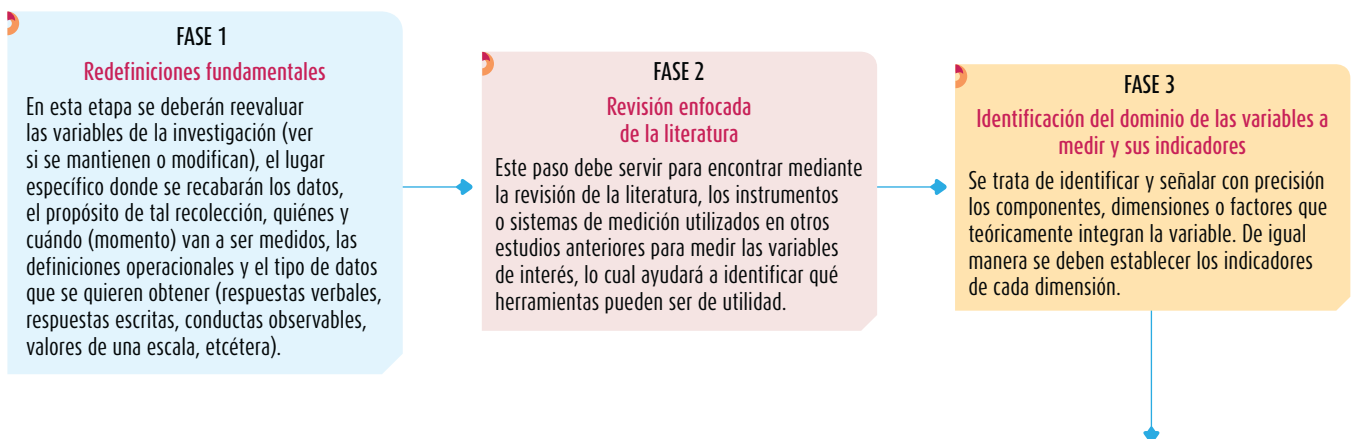 FASE 1
Redefiniciones fundamentales
En esta etapa se deberán reevaluar
las variables de la investigación (ver
si se mantienen o modifican), el lugar
específico donde se recabarán los datos,
el propósito de tal recolección, quiénes y
cuándo (momento) van a ser medidos, las
definiciones operacionales y el tipo de datos
que se quieren obtener (respuestas verbales,
respuestas escritas, conductas observables,
valores de una escala, etcétera).
FASE 2
Revisión enfocada
de la literatura
Este paso debe servir para encontrar mediante
la revisión de la literatura, los instrumentos
o sistemas de medición utilizados en otros
estudios anteriores para medir las variables
de interés, lo cual ayudará a identificar qué
herramientas pueden ser de utilidad.
FASE 3
Identificación del dominio de las variables a
medir y sus indicadores
Se trata de identificar y señalar con precisión
los componentes, dimensiones o factores que
teóricamente integran la variable. De igual
manera se deben establecer los indicadores
de cada dimensión.